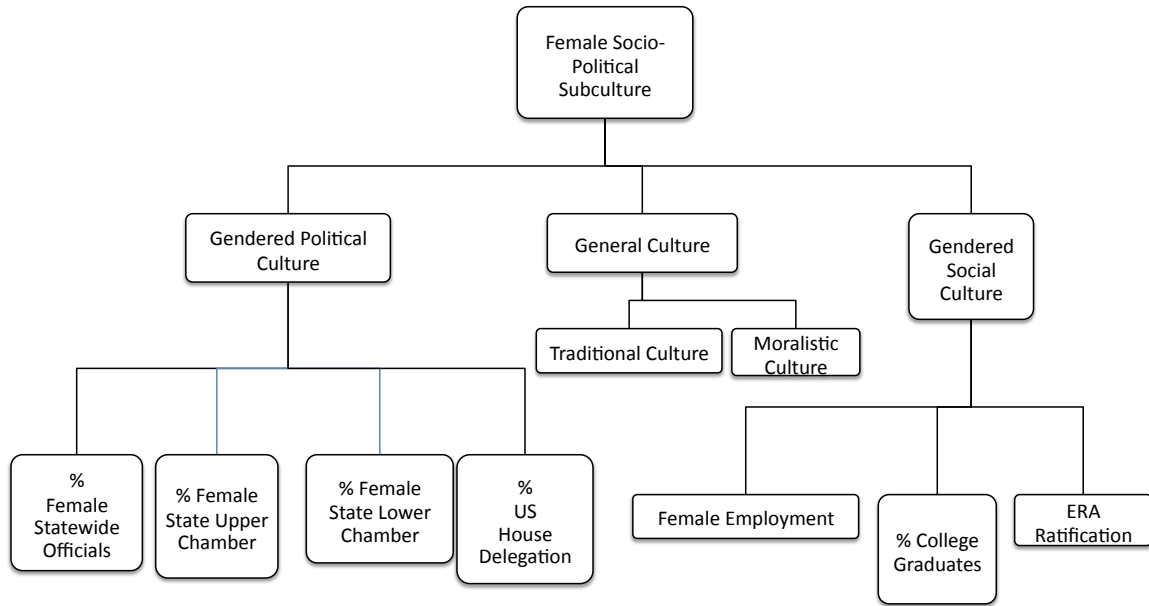 Female Socio-
Political
Subculture
Gendered Political
Culture
General Culture
Gendered
Social
Culture
Traditional Culture
Moralistic
Culture
%
Female
Statewide
Officials
% Female
State Upper
Chamber
% Female
State Lower
Chamber
%
US
House
Delegation
Female Employment
% College
Graduates
ERA
Ratification